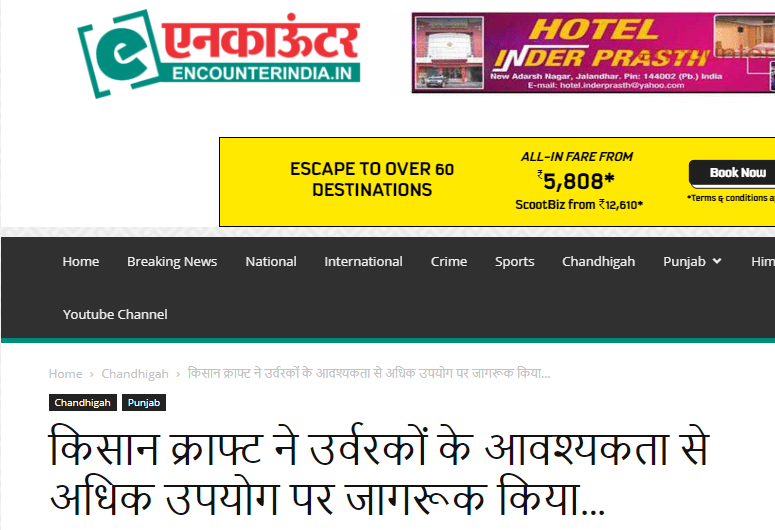 एनकाऊंटर
ENCOUNTERINDIA.IN
HOTEL
INDER PRASTH
New Adarsh Nagar, Jalandhar. Pin: 144002 (Pb.) India
E-mail: hotel.inderprasth@yahoo.com
ESCAPE TO OVER 60
DESTINATIONS
ALL-IN FARE FROM
₹5,808*
ScootBiz from ₹12,610*
Book Now
*Terms & conditions
Home Breaking News National International Crime Sports Chandhigah Punjab
Youtube Channel
Home › Chandhigah › किसान क्राफ्ट ने उर्वरकों के आवश्यकता से अधिक उपयोग पर जागरूक किया...
Chandhigah Punjab
किसान क्राफ्ट ने उर्वरकों के आवश्यकता से
अधिक उपयोग पर जागरूक किया...